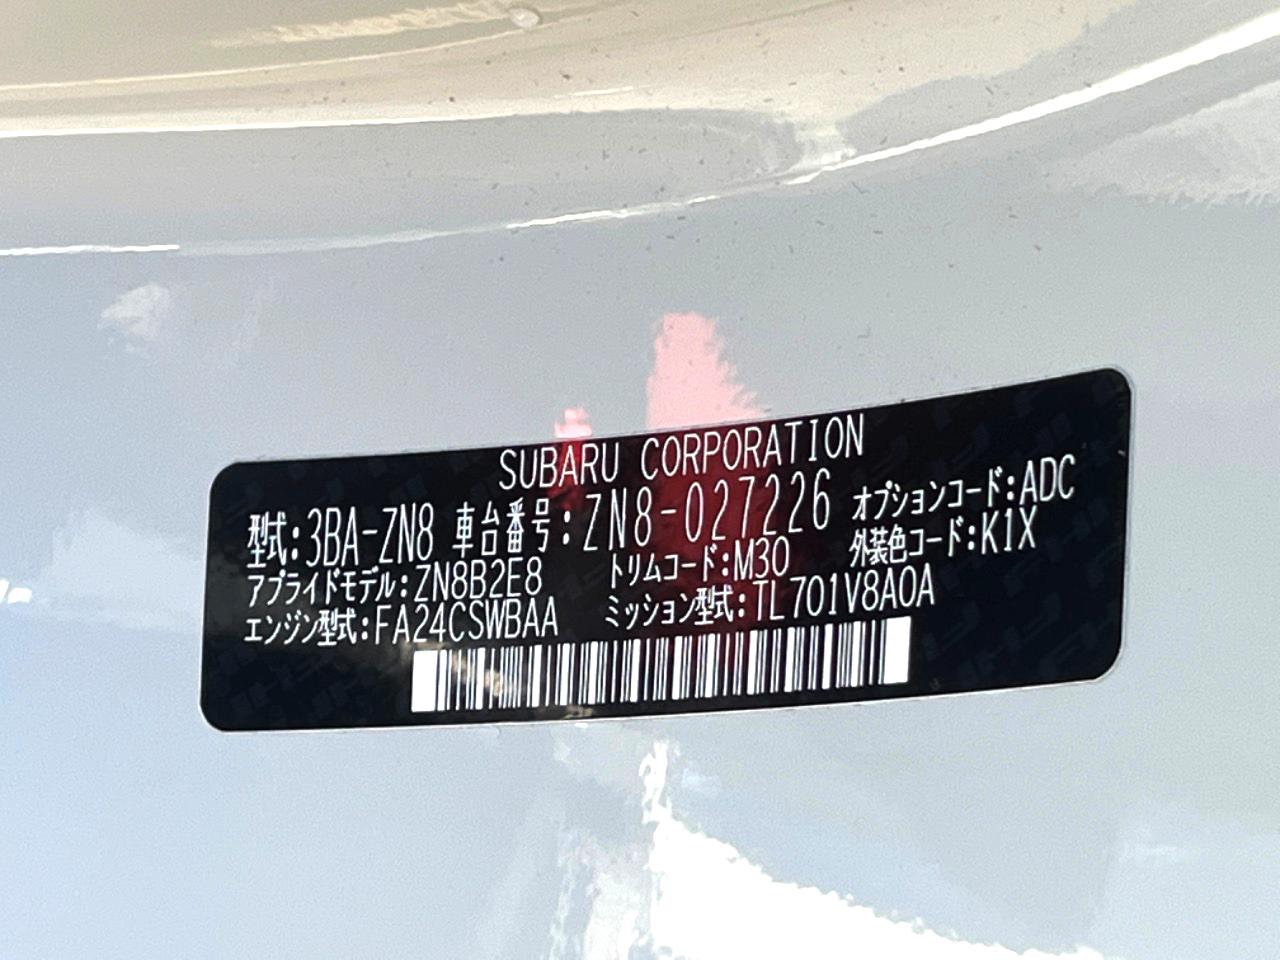 SUBARU CORPORATION
型式:3BA-ZN8 車台番号:ZN8-027226 オプションコード:ADC
アプライドモデル:ZN8B2E8 トリムコード:M30 外装色コード:K1X
エンジン型式:FA24CSWBAA ミッション型式:TL701V8A0A